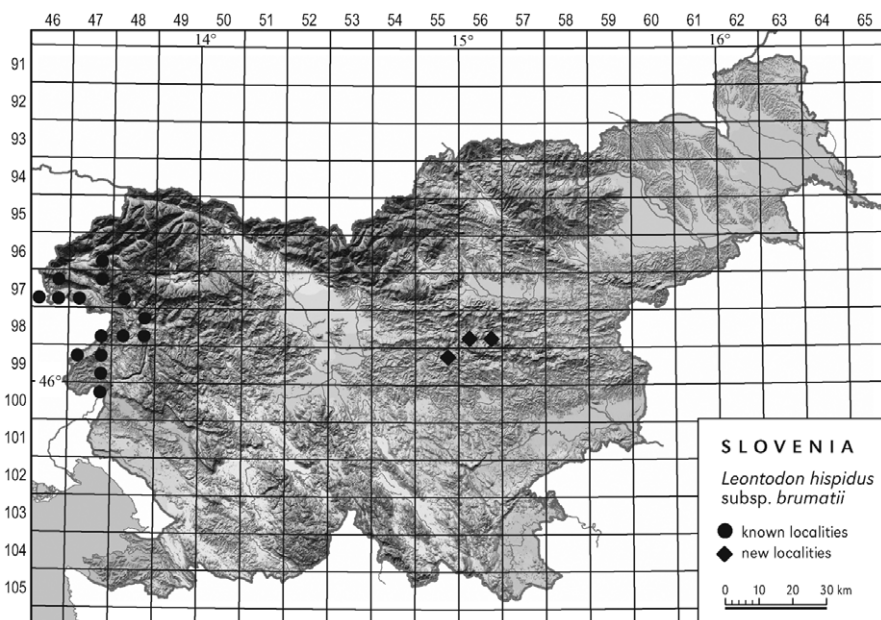 46 47 48 49 50 51 52 53 54 55 56 57 58 59 60 61 62 63 64 65
14° 15° 16°
91
92
93
94
95
96
97
98
99
46°
100
101
102
103
104
105
SLOVENIA
Leontodon hispidus
subsp. brumatii
known localities
new localities
0 10 20 30 km